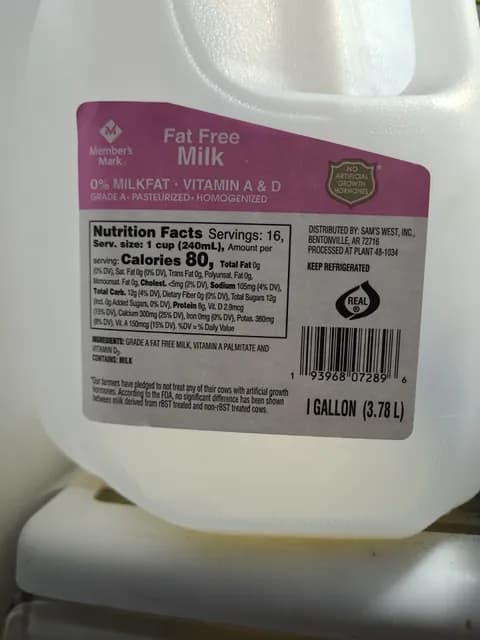 Member's
Mark
Fat Free
Milk
NO
ARTIFICIAL
GROWTH
HORMONES
0% MILKFAT · VITAMIN A & D
GRADE A · PASTEURIZED · HOMOGENIZED
Nutrition Facts Servings: 16,
Serv. size: 1 cup (240mL), Amount per
serving: Calories 80, Total Fat 0g
(0% DV), Sat. Fat 0g (0% DV), Trans Fat 0g, Polyunsat. Fat 0g,
Monounsat. Fat 0g, Cholest. <5mg (2% DV), Sodium 105mg (4% DV),
Total Carb. 12g (4% DV), Dietary Fiber 0g (0% DV), Total Sugars 12g
(Incl. 0g Added Sugars, 0% DV), Protein 8g, Vit. D 2.9mcg
(15% DV), Calcium 300mg (25% DV), Iron 0mg (0% DV), Potas. 360mg
(8% DV), Vit. A 150mcg (15% DV). %DV = % Daily Value
INGREDIENTS: GRADE A FAT FREE MILK, VITAMIN A PALMITATE AND
VITAMIN D3.
CONTAINS: MILK
*Our farmers have pledged to not treat any of their cows with artificial growth
hormones. According to the FDA, no significant difference has been shown
between milk derived from rBST treated and non-rBST treated cows.
DISTRIBUTED BY: SAM'S WEST, INC.,
BENTONVILLE, AR 72716
PROCESSED AT PLANT 48-1034
KEEP REFRIGERATED
REAL
®
1 93968 07289 6
1 GALLON (3.78 L)